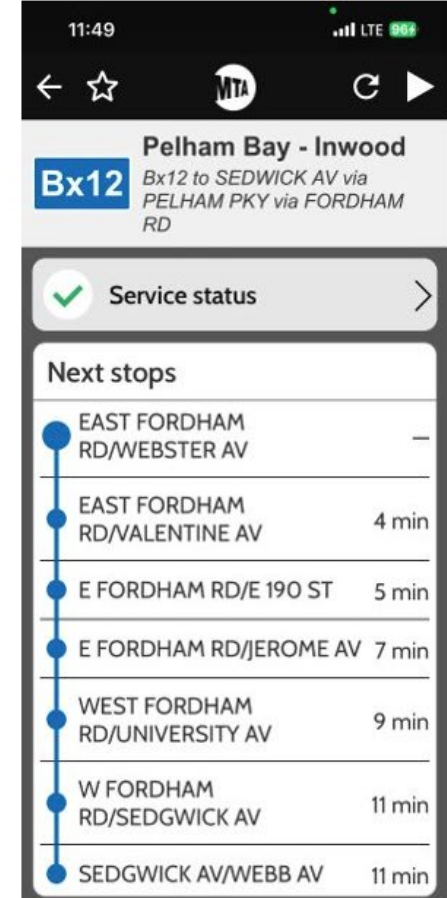 11:49
LTE 96
MTA
Pelham Bay - Inwood
Bx12
Bx12 to SEDWICK AV via
PELHAM PKY via FORDHAM
RD
Service status
Next stops
EAST FORDHAM
RD/WEBSTER AV –
EAST FORDHAM
RD/VALENTINE AV 4 min
E FORDHAM RD/E 190 ST 5 min
E FORDHAM RD/JEROME AV 7 min
WEST FORDHAM
RD/UNIVERSITY AV 9 min
W FORDHAM
RD/SEDGWICK AV 11 min
SEDGWICK AV/WEBB AV 11 min